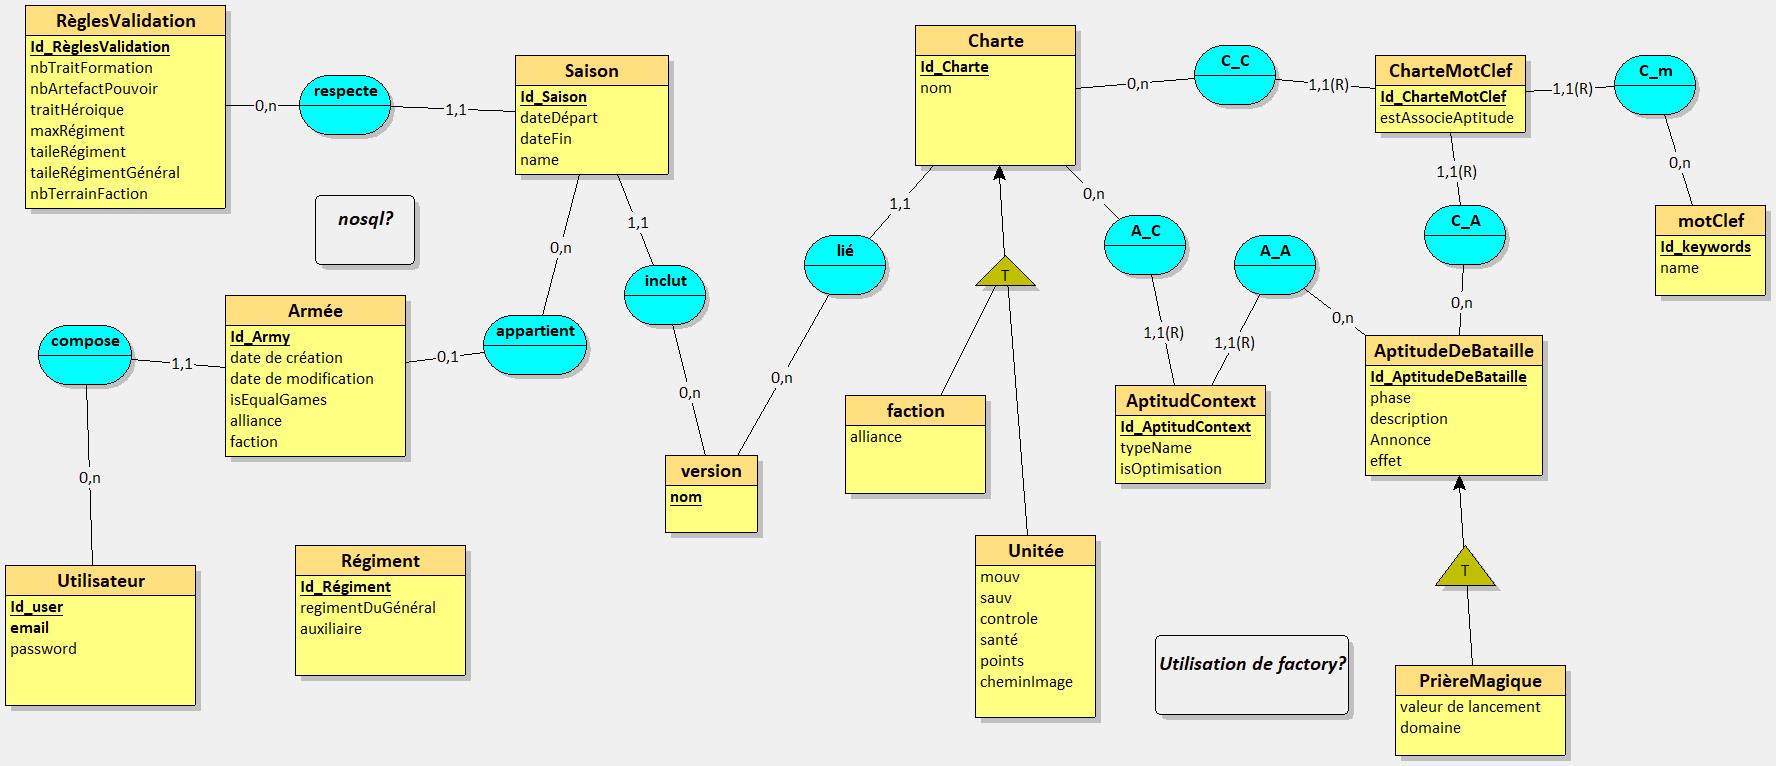 RèglesValidation
Id_RèglesValidation
nbTraitFormation
nbArtefactPouvoir
traitHéroique
maxRégiment
taileRégiment
taileRégimentGénéral
nbTerrainFaction
0,n
respecte
1,1
Saison
Id_Saison
dateDépart
dateFin
name
nosql?
0,n
1,1
inclut
0,n
appartient
0,1
Armée
Id_Army
date de création
date de modification
isEqualGames
alliance
faction
compose
1,1
0,n
Utilisateur
Id_user
email
password
Régiment
Id_Régiment
regimentDuGénéral
auxiliaire
version
nom
0,n
lié
1,1
Charte
Id_Charte
nom
0,n
C_C
1,1(R)
CharteMotClef
Id_CharteMotClef
estAssocieAptitude
1,1(R)
C_m
0,n
motClef
Id_keywords
name
1,1(R)
C_A
0,n
0,n
A_C
1,1(R)
A_A
1,1(R)
0,n
T
faction
alliance
Unitée
mouv
sauv
controle
santé
points
cheminImage
AptitudContext
Id_AptitudContext
typeName
isOptimisation
AptitudeDeBataille
Id_AptitudeDeBataille
phase
description
Annonce
effet
T
PrièreMagique
valeur de lancement
domaine
Utilisation de factory?